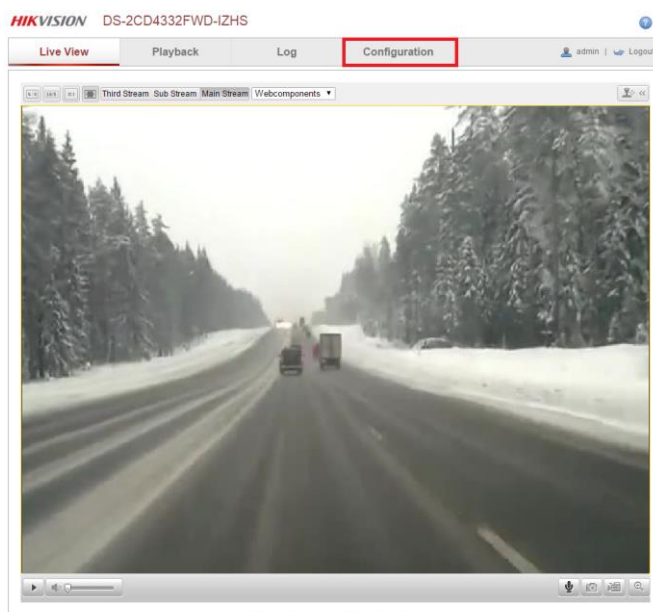 HIKVISION DS-2CD4332FWD-IZHS
Live View Playback Log Configuration admin | Logout
Third Stream Sub Stream Main Stream Webcomponents